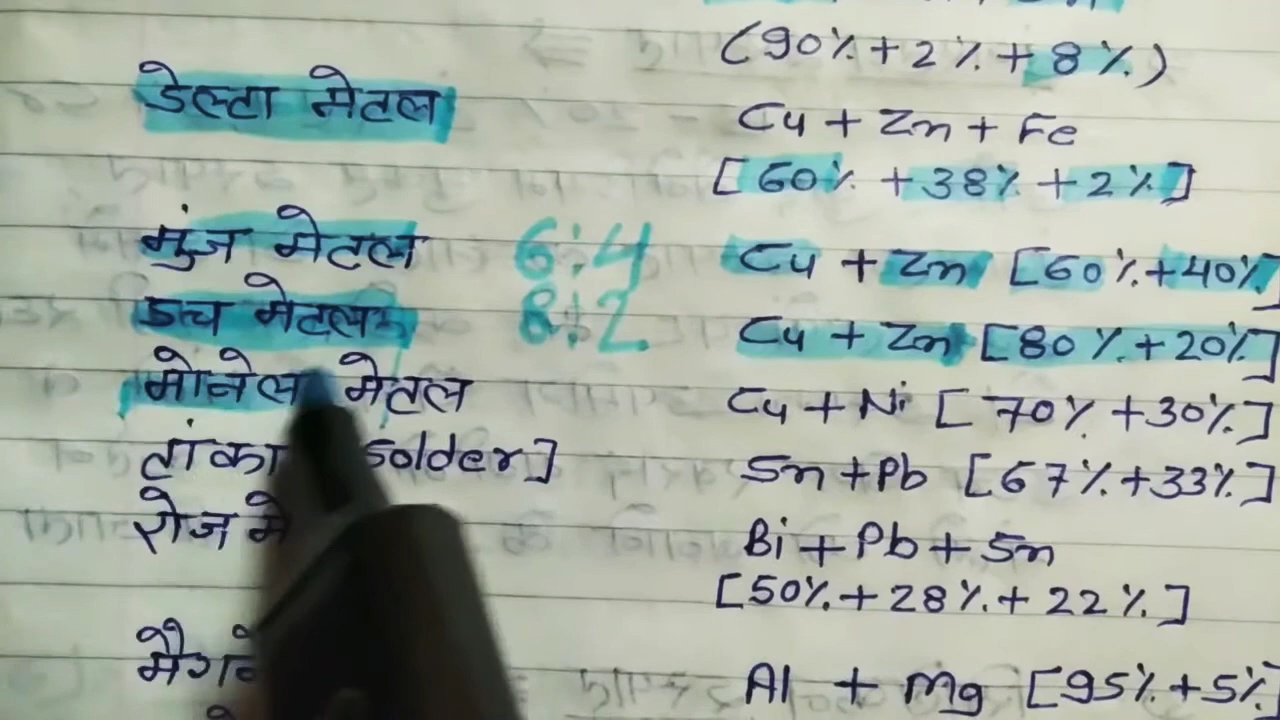 (90% + 2% + 8%)
डेल्टा मेटल Cu + Zn + Fe
[60% + 38% + 2%]
मुंज मेटल 6:4 Cu + Zn [60% + 40%]
डच मेटल 8:2 Cu + Zn [80% + 20%]
मोनेल मेटल Cu + Ni [70% + 30%]
टांका solder] Sn + Pb [67% + 33%]
रोज मे Bi + Pb + Sn
[50% + 28% + 22%]
मैग Al + Mg [95% + 5%]